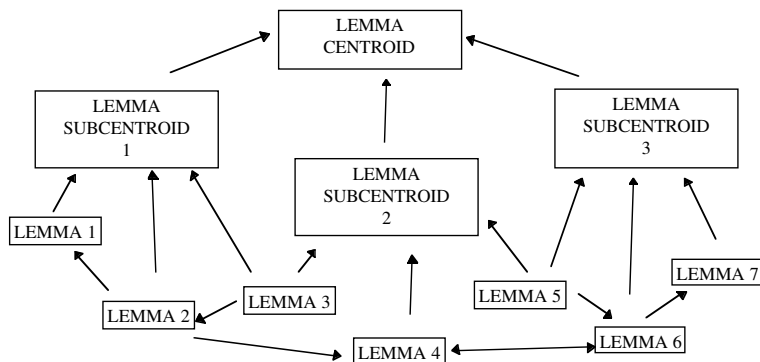 LEMMA
CENTROID
LEMMA
SUBCENTROID
1
LEMMA
SUBCENTROID
2
LEMMA
SUBCENTROID
3
LEMMA 1
LEMMA 2
LEMMA 3
LEMMA 4
LEMMA 5
LEMMA 6
LEMMA 7